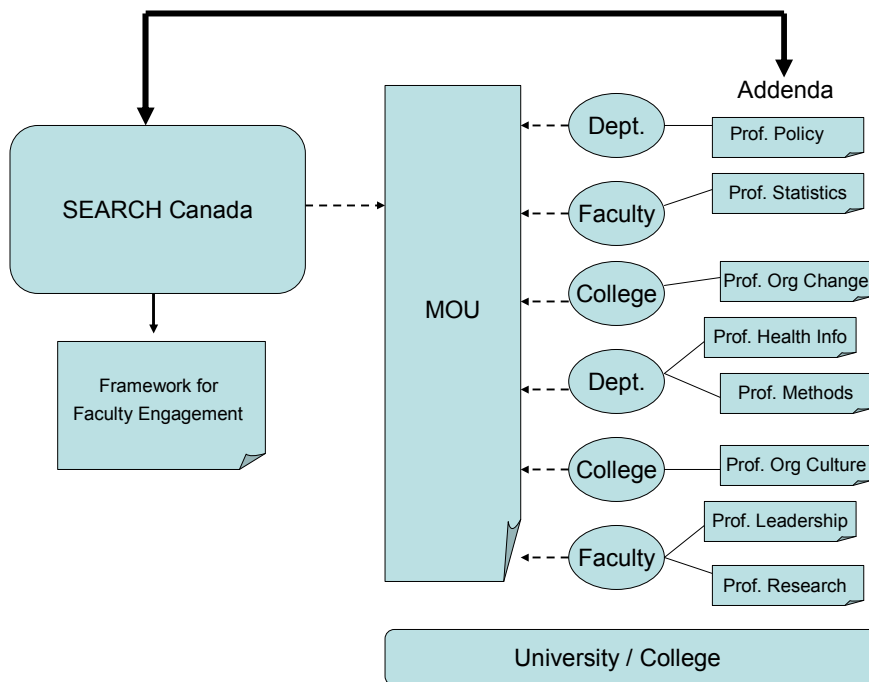 Addenda
SEARCH Canada
Framework for
Faculty Engagement
MOU
Dept.
Prof. Policy
Faculty
Prof. Statistics
College
Prof. Org Change
Dept.
Prof. Health Info
Prof. Methods
College
Prof. Org Culture
Faculty
Prof. Leadership
Prof. Research
University / College